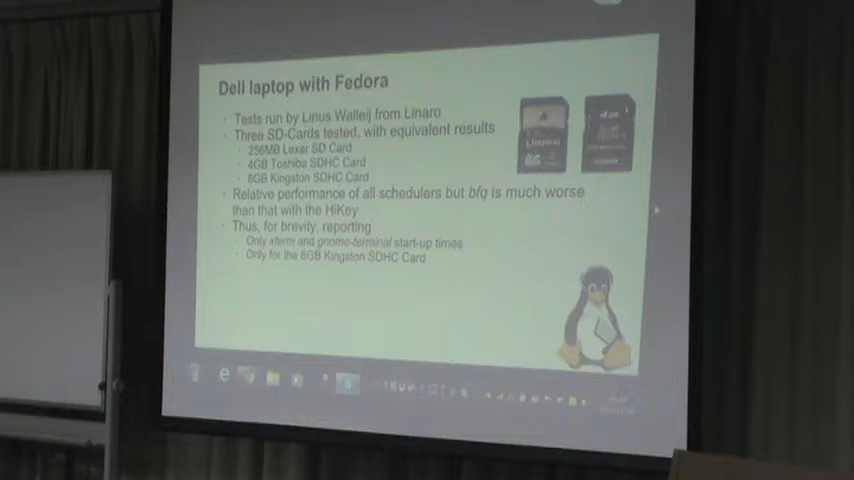 Dell laptop with Fedora
Tests run by Linus Walleij from Linaro
Three SD-Cards tested, with equivalent results
256MB Lexar SD Card
4GB Toshiba SDHC Card
8GB Kingston SDHC Card
Relative performance of all schedulers but bfq is much worse
than that with the HiKey
Thus, for brevity, reporting
Only xterm and gnome-terminal start-up times
Only for the 8GB Kingston SDHC Card